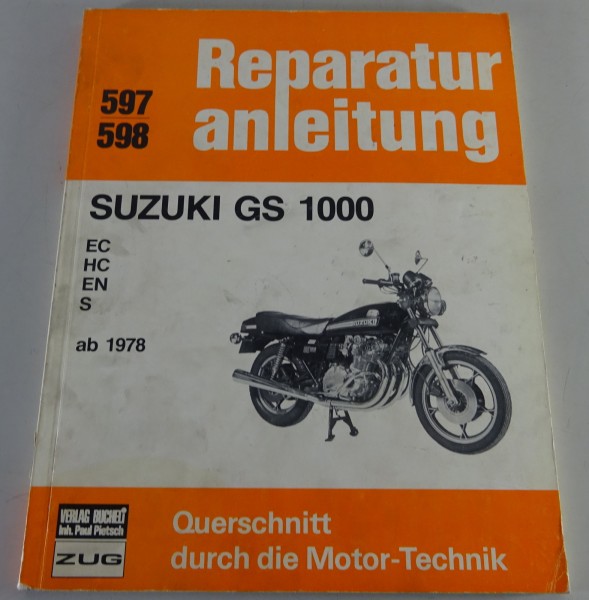 597
598
Reparatur
anleitung
SUZUKI GS 1000
EC
HC
EN
S
ab 1978
SUZUKI
VERLAG BUCHELI
Inh. Paul Pietsch
ZUG
Querschnitt
durch die Motor-Technik